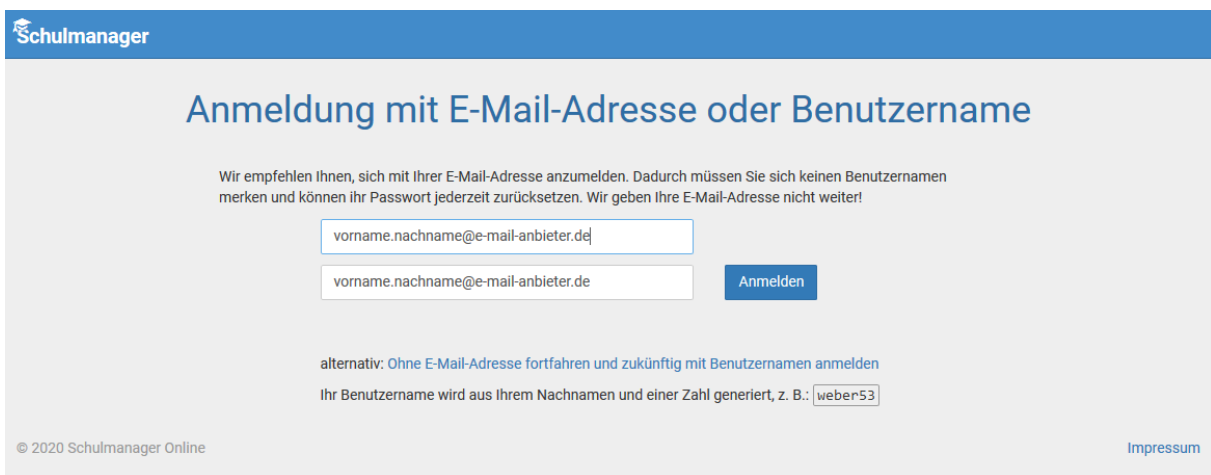 Schulmanager
Anmeldung mit E-Mail-Adresse oder Benutzername
Wir empfehlen Ihnen, sich mit Ihrer E-Mail-Adresse anzumelden. Dadurch müssen Sie sich keinen Benutzernamen
merken und können ihr Passwort jederzeit zurücksetzen. Wir geben Ihre E-Mail-Adresse nicht weiter!
vorname.nachname@e-mail-anbieter.de
vorname.nachname@e-mail-anbieter.de Anmelden
alternativ: Ohne E-Mail-Adresse fortfahren und zukünftig mit Benutzernamen anmelden
Ihr Benutzername wird aus Ihrem Nachnamen und einer Zahl generiert, z. B.: weber53
© 2020 Schulmanager Online Impressum